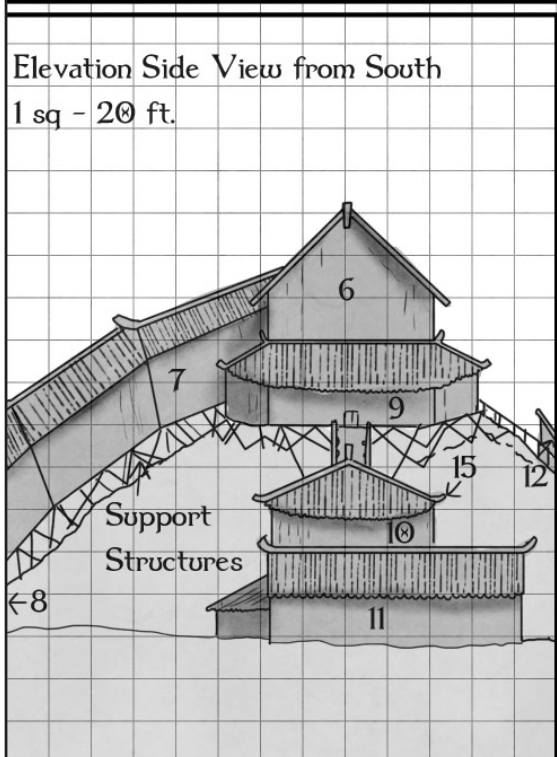 Elevation Side View from South
1 sq - 20 ft.
6
7
9
15
12
Support
10
Structures
←8
11